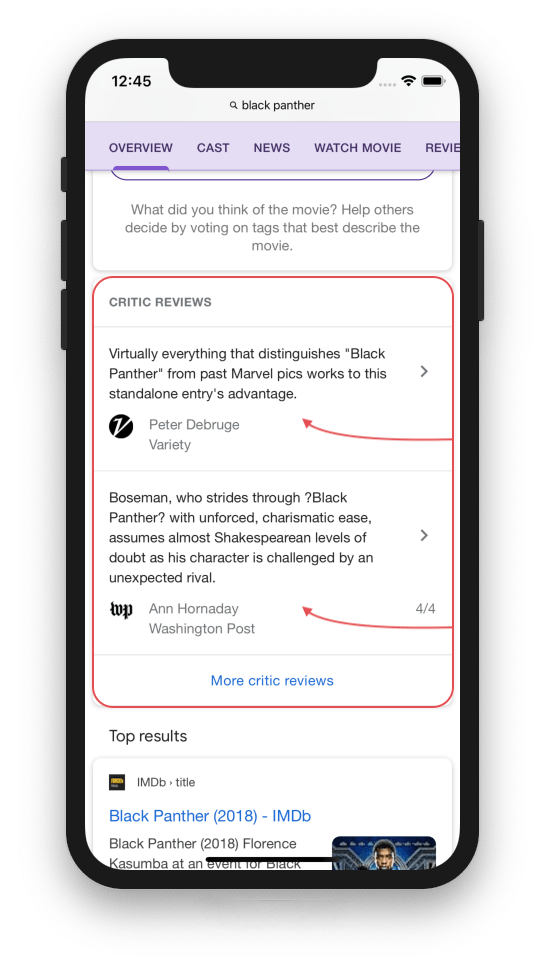 12:45
black panther
OVERVIEW CAST NEWS WATCH MOVIE REVIE
What did you think of the movie? Help others
decide by voting on tags that best describe the
movie.
CRITIC REVIEWS
Virtually everything that distinguishes "Black
Panther" from past Marvel pics works to this
standalone entry's advantage.
Peter Debruge
Variety
Boseman, who strides through ?Black
Panther? with unforced, charismatic ease,
assumes almost Shakespearean levels of
doubt as his character is challenged by an
unexpected rival.
wp Ann Hornaday 4/4
Washington Post
More critic reviews
Top results
IMDb › title
Black Panther (2018) - IMDb
Black Panther (2018) Florence
Kasumba at an event for Black